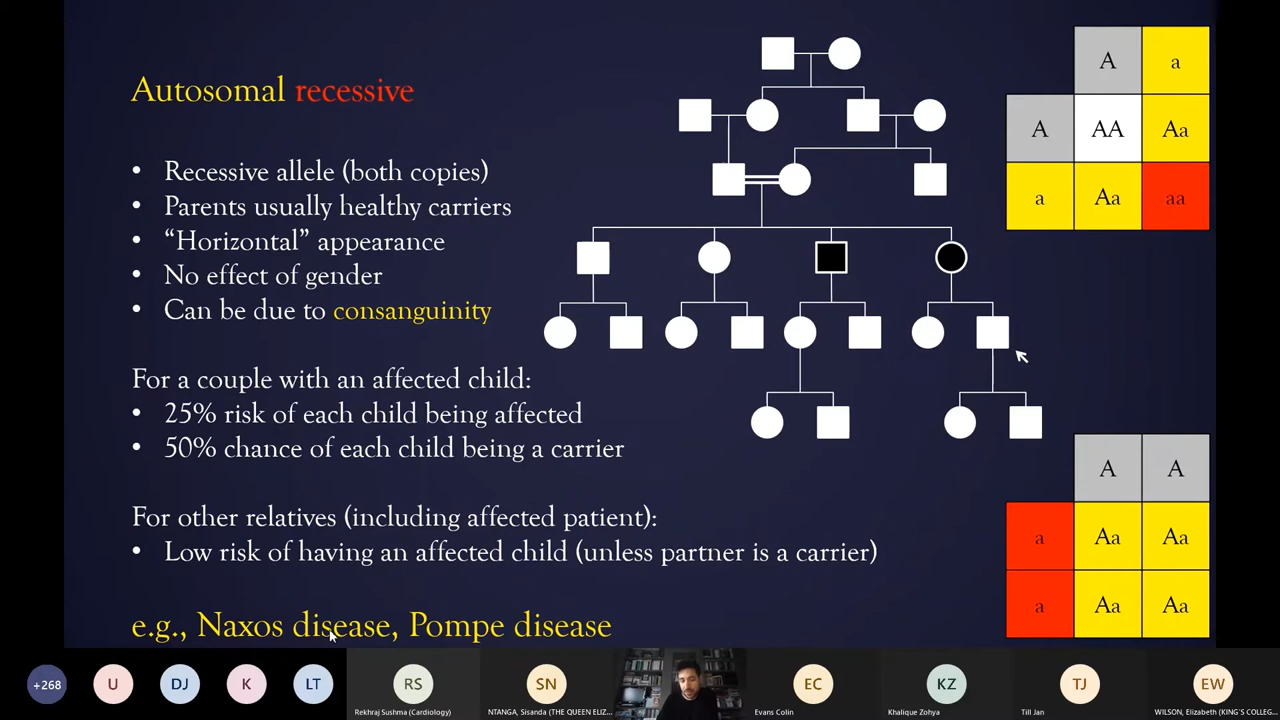 Autosomal recessive
• Recessive allele (both copies)
• Parents usually healthy carriers
• “Horizontal” appearance
• No effect of gender
• Can be due to consanguinity
For a couple with an affected child:
• 25% risk of each child being affected
• 50% chance of each child being a carrier
For other relatives (including affected patient):
• Low risk of having an affected child (unless partner is a carrier)
e.g., Naxos disease, Pompe disease
A a
A AA Aa
a Aa aa
A A
a Aa Aa
a Aa Aa
+268 U DJ K LT RS SN EC KZ TJ EW
Rekhraj Sushma (Cardiology)
NTANGA, Sisanda (THE QUEEN ELIZ...
Evans Colin
Khalique Zohya
Till Jan
WILSON, Elizabeth (KING'S COLLEG...